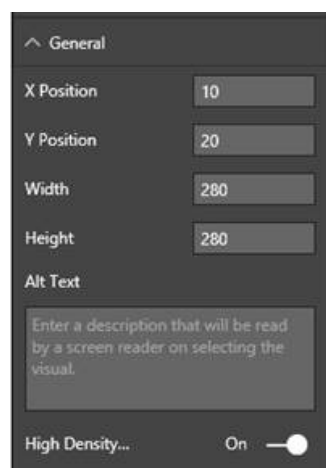 General
X Position 10
Y Position 20
Width 280
Height 280
Alt Text
Enter a description that will be read
by a screen reader on selecting the
visual.
High Density... On